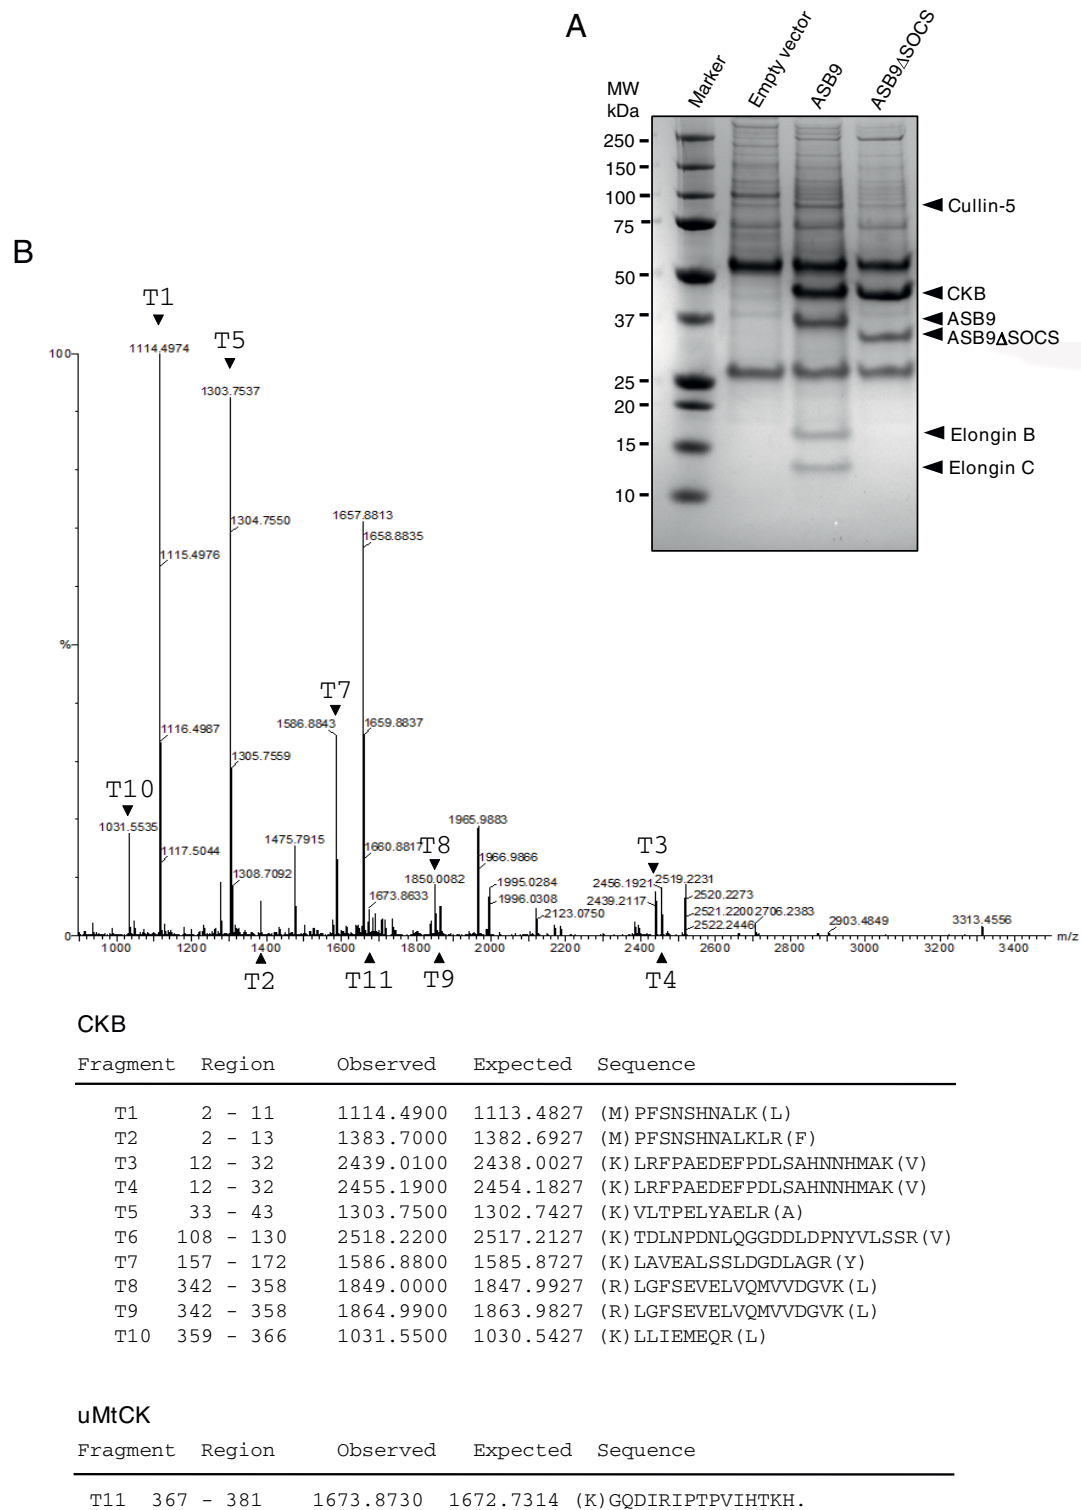 A
Marker
Empty vector
ASB9
ASB9ΔSOCS
MW
kDa
250
150
100
75
50
37
25
20
15
10
Cullin-5
CKB
ASB9
ASB9ΔSOCS
Elongin B
Elongin C
B
T1
T5
T7
T10
T8
T3
100
%
0
1114.4974
1115.4976
1116.4987
1117.5044
1031.5535
1303.7537
1304.7550
1305.7559
1308.7092
1475.7915
1586.8843
1657.8813
1658.8835
1659.8837
1660.8817
1673.8633
1850.0082
1965.9883
1966.9866
1995.0284
1996.0308
2123.0750
2456.1921
2439.2117
2519.2231
2520.2273
2521.2200
2522.2446
2706.2383
2903.4849
3313.4556
1000 1200 1400 1600 1800 2000 2200 2400 2600 2800 3000 3200 3400 m/z
T2
T11
T9
T4
CKB
Fragment Region Observed Expected Sequence
T1 2 - 11 1114.4900 1113.4827 (M)PFSNSHNALK(L)
T2 2 - 13 1383.7000 1382.6927 (M)PFSNSHNALKLR(F)
T3 12 - 32 2439.0100 2438.0027 (K)LRFPAEDEFPDLSAHNNHMAK(V)
T4 12 - 32 2455.1900 2454.1827 (K)LRFPAEDEFPDLSAHNNHMAK(V)
T5 33 - 43 1303.7500 1302.7427 (K)VLTPELYAELR(A)
T6 108 - 130 2518.2200 2517.2127 (K)TDLNPDNLQGGDDLDPNYVLSSR(V)
T7 157 - 172 1586.8800 1585.8727 (K)LAVEALSSLDGDLAGR(Y)
T8 342 - 358 1849.0000 1847.9927 (R)LGFSEVELVQMVVDGVK(L)
T9 342 - 358 1864.9900 1863.9827 (R)LGFSEVELVQMVVDGVK(L)
T10 359 - 366 1031.5500 1030.5427 (K)LLIEMEQR(L)
uMtCK
Fragment Region Observed Expected Sequence
T11 367 - 381 1673.8730 1672.7314 (K)GQDIRIPTPVIHTKH.